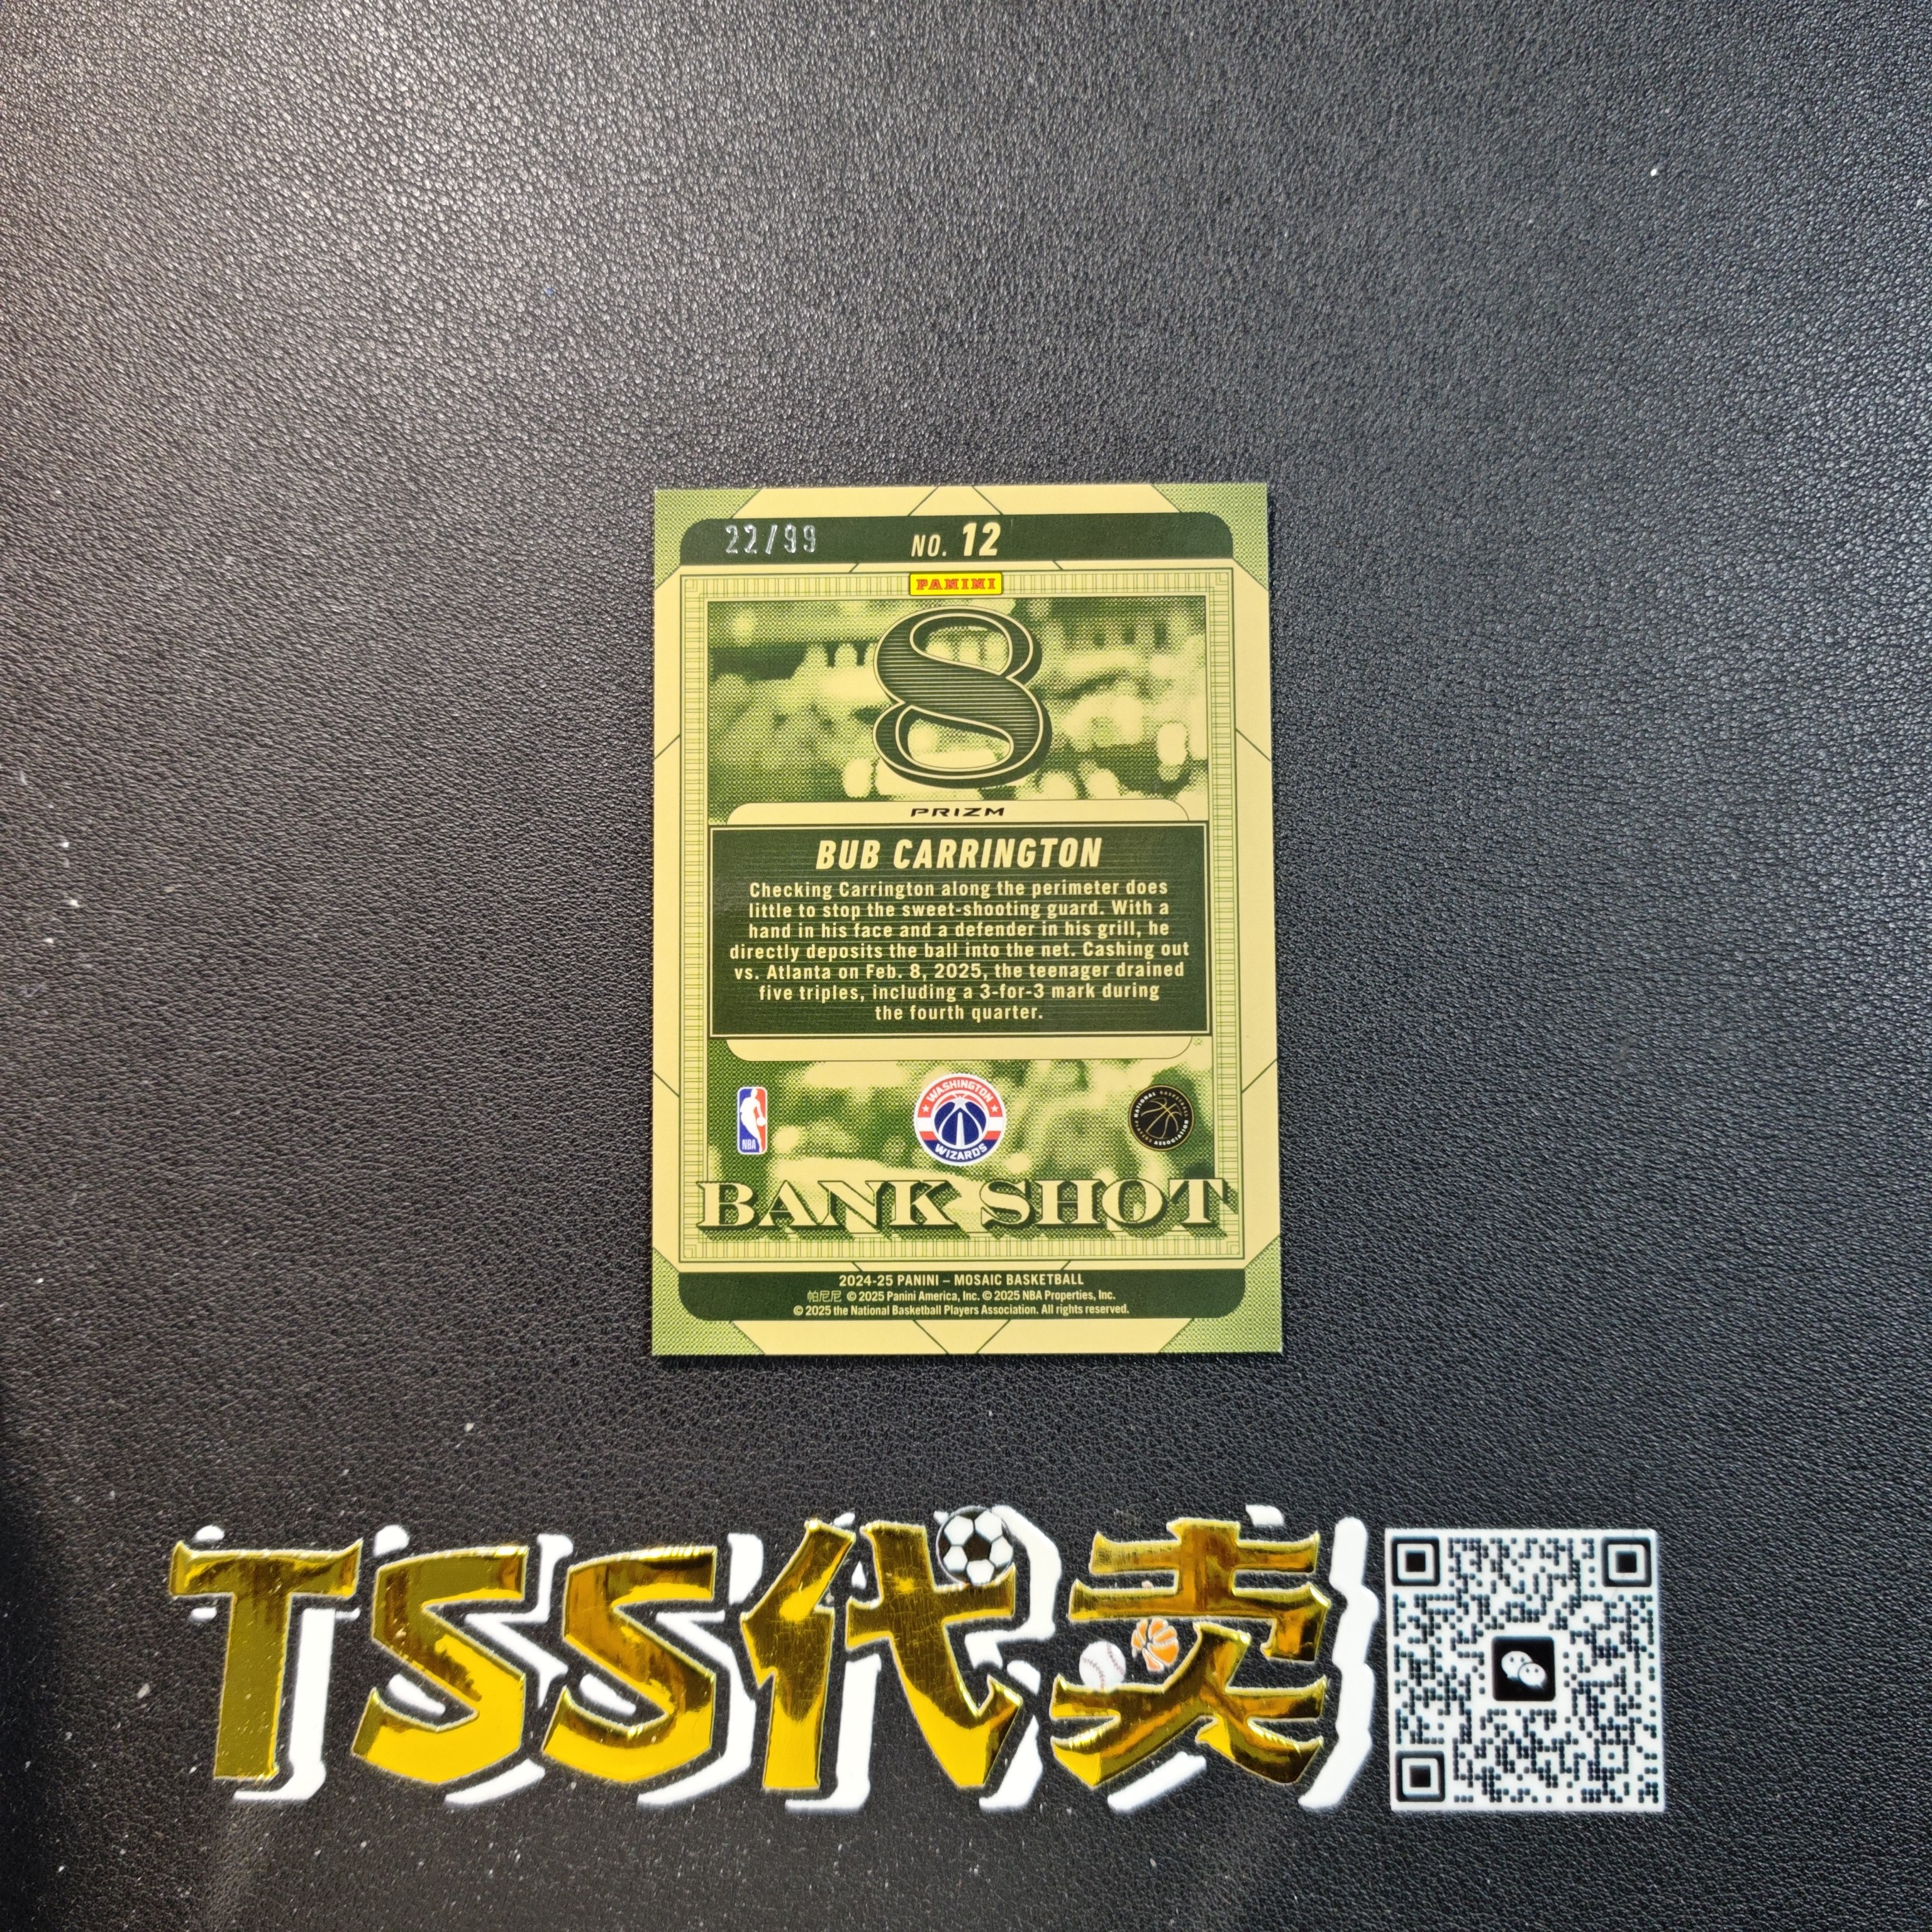 22/99
NO. 12
PANINI
8
PRIZM
BUB CARRINGTON
Checking Carrington along the perimeter does
little to stop the sweet-shooting guard. With a
hand in his face and a defender in his grill, he
directly deposits the ball into the net. Cashing out
vs. Atlanta on Feb. 8, 2025, the teenager drained
five triples, including a 3-for-3 mark during
the fourth quarter.
NBA
WASHINGTON
WIZARDS
NATIONAL BASKETBALL
PLAYERS ASSOCIATION
BANK SHOT
2024-25 PANINI – MOSAIC BASKETBALL
帕尼尼 © 2025 Panini America, Inc. © 2025 NBA Properties, Inc.
© 2025 the National Basketball Players Association. All rights reserved.
TSS代卖